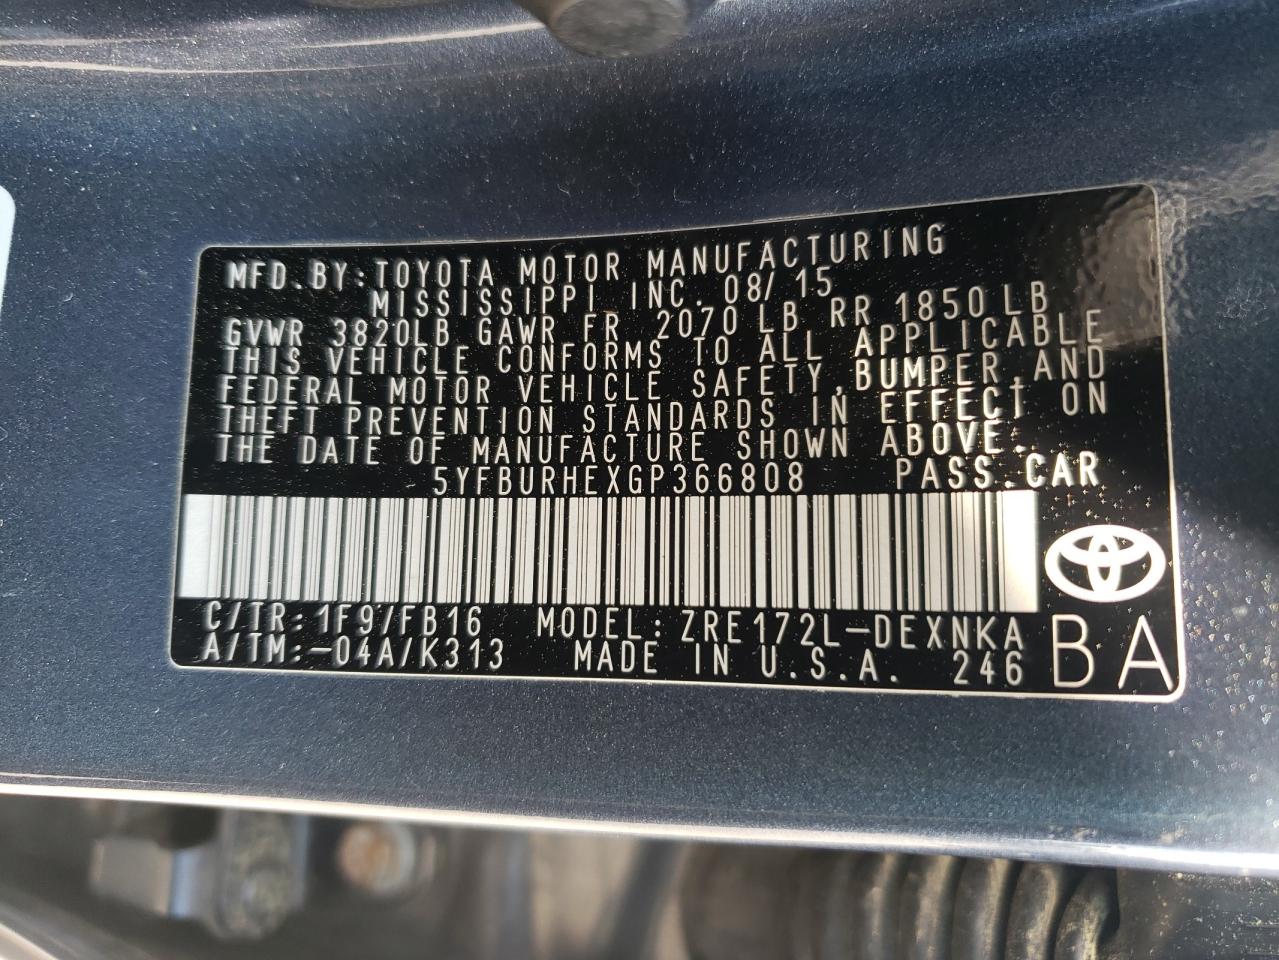 MFD.BY:TOYOTA MOTOR MANUFACTURING
MISSISSIPPI INC. 08/15
GVWR 3820LB GAWR FR 2070LB RR 1850LB
THIS VEHICLE CONFORMS TO ALL APPLICABLE
FEDERAL MOTOR VEHICLE SAFETY,BUMPER,AND
THEFT PREVENTION STANDARDS IN EFFECT ON
THE DATE OF MANUFACTURE SHOWN ABOVE.
5YFBURHEXGP366808 PASS.CAR
C/TR:1F9/FB16 MODEL:ZRE172L-DEXNKA
A/TM:-04A/K313 MADE IN U.S.A. 246
BA